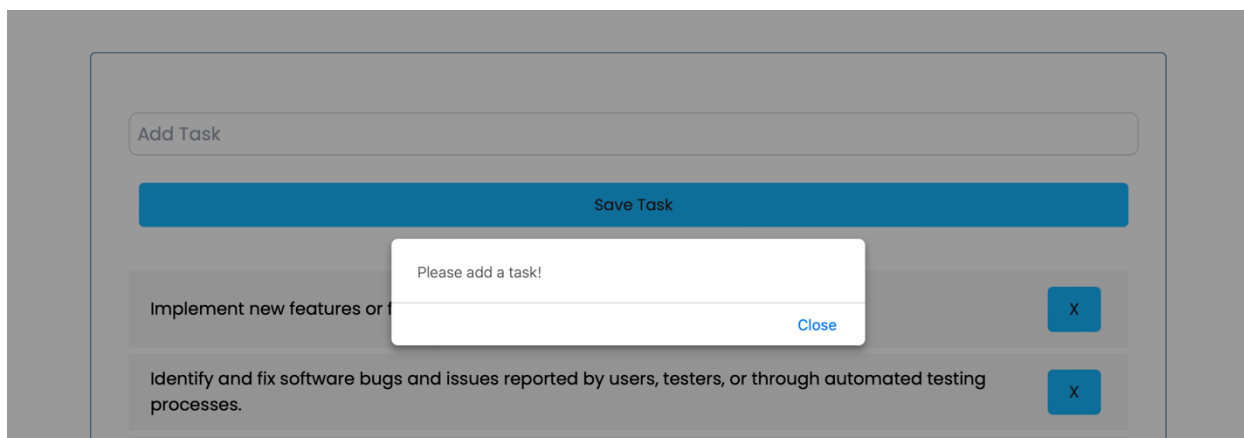 Add Task
Save Task
Please add a task!
Close
Implement new features or
X
Identify and fix software bugs and issues reported by users, testers, or through automated testing
processes.
X